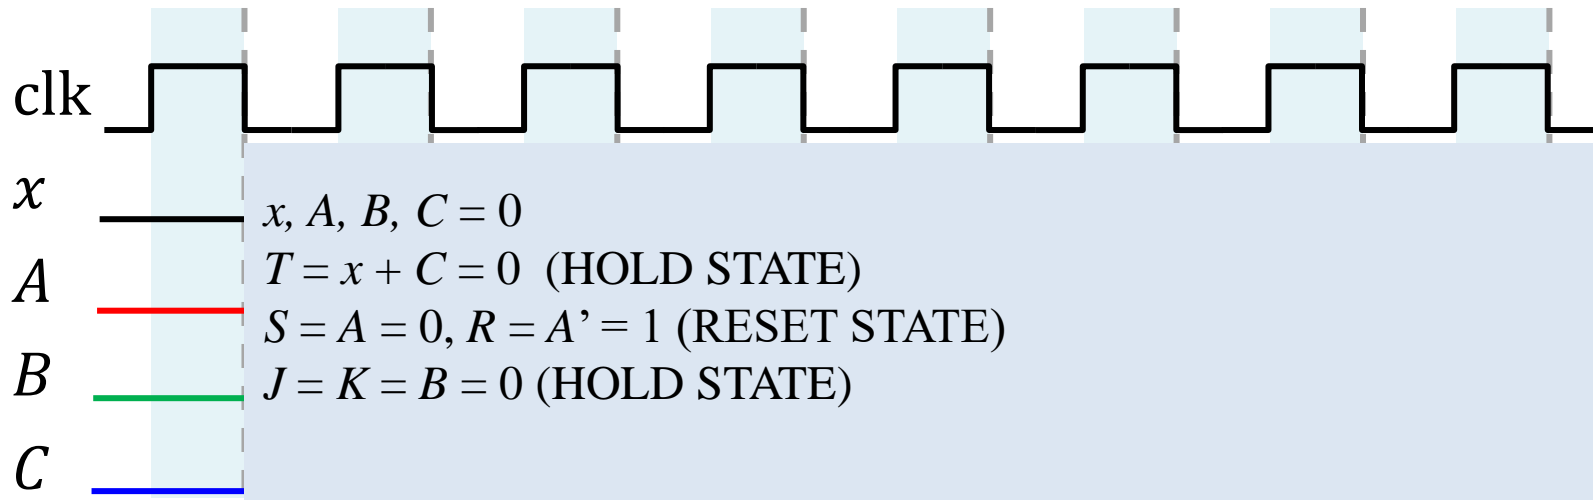 clk
x
x, A, B, C = 0
T = x + C = 0 (HOLD STATE)
A
S = A = 0, R = A’ = 1 (RESET STATE)
B
J = K = B = 0 (HOLD STATE)
C